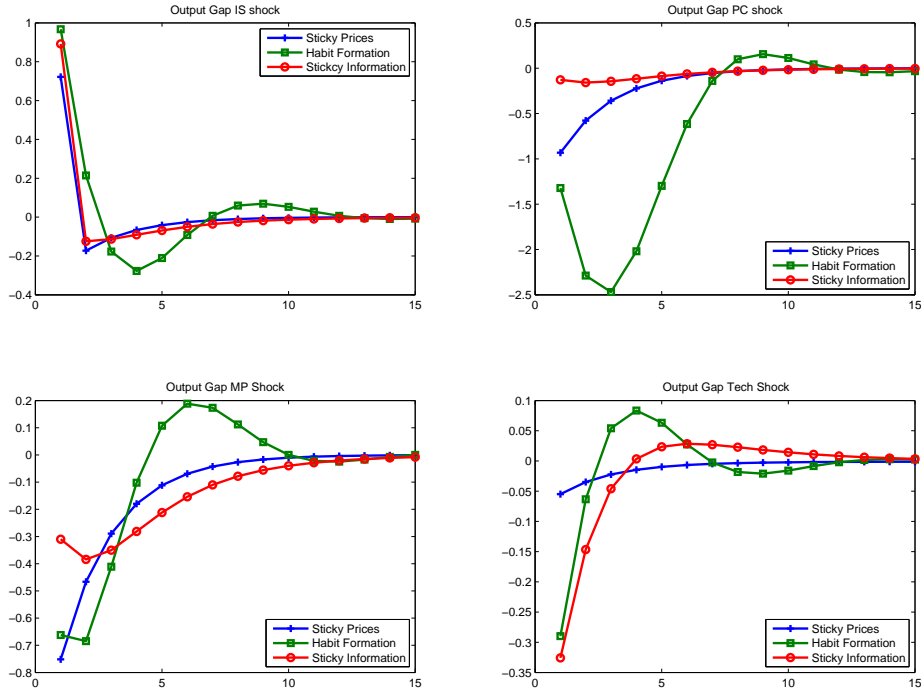 Output Gap IS shock
1
0.8
0.6
0.4
0.2
0
−0.2
−0.4
0 5 10 15
Sticky Prices
Habit Formation
Stickcy Information
Output Gap PC shock
0.5
0
−0.5
−1
−1.5
−2
−2.5
0 5 10 15
Sticky Prices
Habit Formation
Sticky Information
Output Gap MP Shock
0.2
0.1
0
−0.1
−0.2
−0.3
−0.4
−0.5
−0.6
−0.7
−0.8
0 5 10 15
Sticky Prices
Habit Formation
Sticky Information
Output Gap Tech Shock
0.1
0.05
0
−0.05
−0.1
−0.15
−0.2
−0.25
−0.3
−0.35
0 5 10 15
Sticky Prices
Habit Formation
Sticky Information